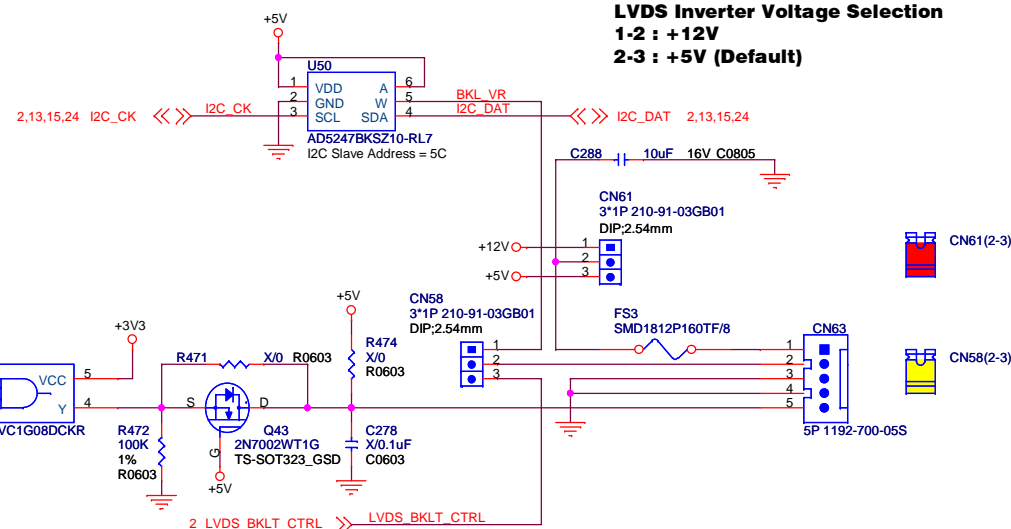 LVDS Inverter Voltage Selection
1-2 : +12V
2-3 : +5V (Default)
+5V
U50
1 VDD A 6
2 GND W 5 BKL_VR
3 SCL SDA 4 I2C_DAT
2,13,15,24 I2C_CK I2C_CK
I2C_DAT 2,13,15,24
AD5247BKSZ10-RL7
I2C Slave Address = 5C
C288 10uF 16V C0805
CN61
3*1P 210-91-03GB01
DIP;2.54mm
+12V 1
2
+5V 3
CN61(2-3)
+5V
CN58
3*1P 210-91-03GB01
DIP;2.54mm
1
2
3
FS3
SMD1812P160TF/8
CN63
1
2
3
4
5
5P 1192-700-05S
CN58(2-3)
+3V3
R474
X/0
R0603
R471 X/0 R0603
VCC 5
Y 4
VC1G08DCKR
S D
G
+5V
R472
100K
1%
R0603
Q43
2N7002WT1G
TS-SOT323_GSD
C278
X/0.1uF
C0603
2 LVDS_BKLT_CTRL LVDS_BKLT_CTRL